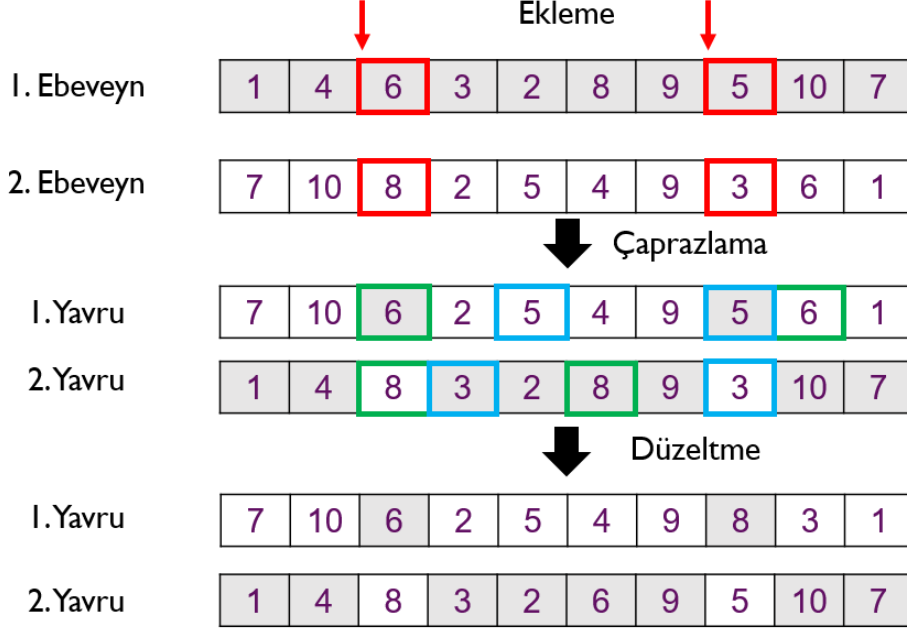 Ekleme
1. Ebeveyn 1 4 6 3 2 8 9 5 10 7
2. Ebeveyn 7 10 8 2 5 4 9 3 6 1
Çaprazlama
1. Yavru 7 10 6 2 5 4 9 5 6 1
2. Yavru 1 4 8 3 2 8 9 3 10 7
Düzeltme
1. Yavru 7 10 6 2 5 4 9 8 3 1
2. Yavru 1 4 8 3 2 6 9 5 10 7